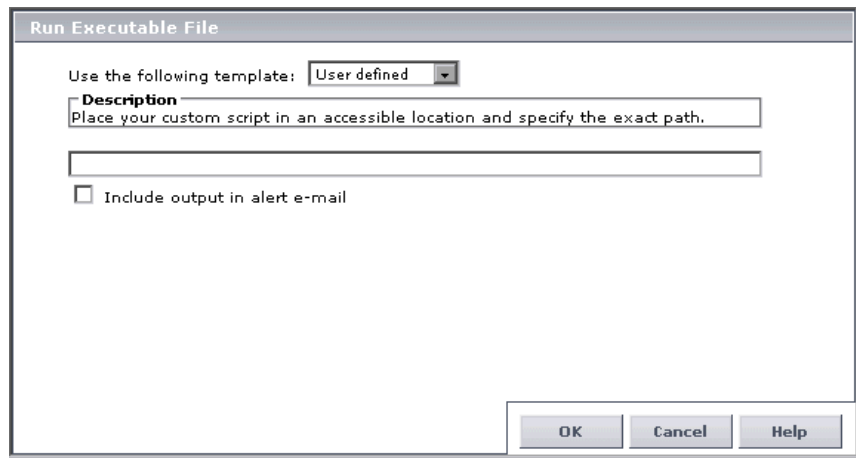 Run Executable File
Use the following template: User defined
Description
Place your custom script in an accessible location and specify the exact path.
Include output in alert e-mail
OK Cancel Help